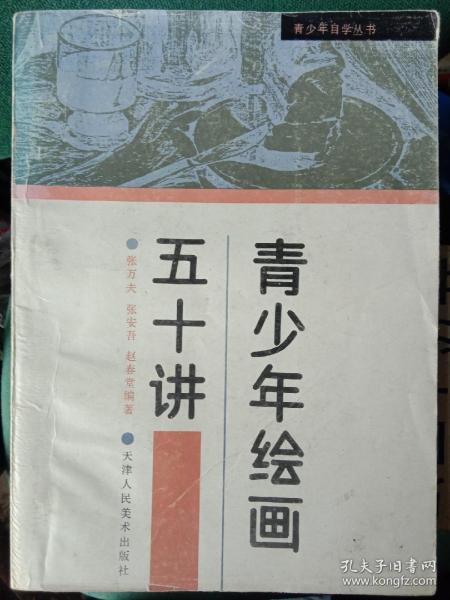 青少年自学丛书
青少年绘画
五十讲
张万夫 张安吾 赵春堂编著
天津人民美术出版社
孔夫子旧书网
www.kongfz.com